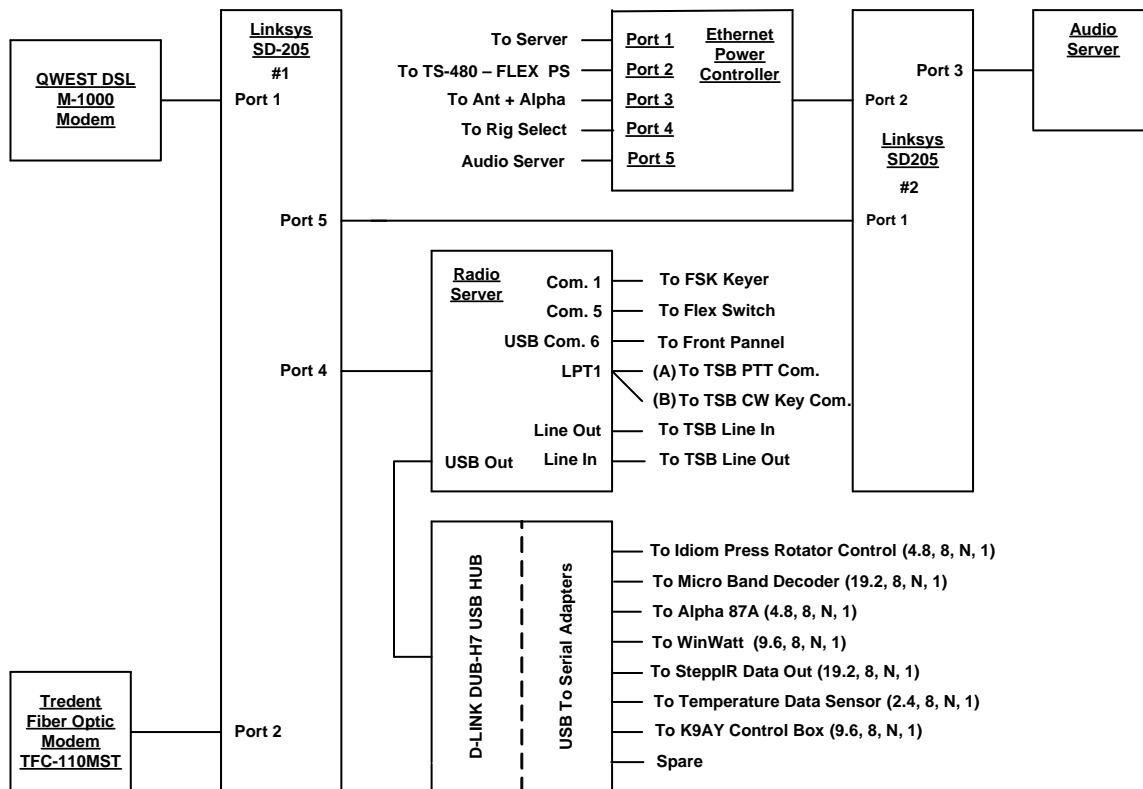 QWEST DSL
M-1000
Modem
Linksys
SD-205
#1
Port 1
Port 5
Port 4
Port 2
Tredent
Fiber Optic
Modem
TFC-110MST
To Server
To TS-480 – FLEX PS
To Ant + Alpha
To Rig Select
Audio Server
Port 1
Port 2
Port 3
Port 4
Port 5
Ethernet
Power
Controller
Port 3
Port 2
Linksys
SD205
#2
Port 1
Audio
Server
Radio
Server
Com. 1
Com. 5
USB Com. 6
LPT1
Line Out
USB Out
Line In
To FSK Keyer
To Flex Switch
To Front Pannel
(A) To TSB PTT Com.
(B) To TSB CW Key Com.
To TSB Line In
To TSB Line Out
D-LINK DUB-H7 USB HUB
USB To Serial Adapters
To Idiom Press Rotator Control (4.8, 8, N, 1)
To Micro Band Decoder (19.2, 8, N, 1)
To Alpha 87A (4.8, 8, N, 1)
To WinWatt (9.6, 8, N, 1)
To SteppIR Data Out (19.2, 8, N, 1)
To Temperature Data Sensor (2.4, 8, N, 1)
To K9AY Control Box (9.6, 8, N, 1)
Spare